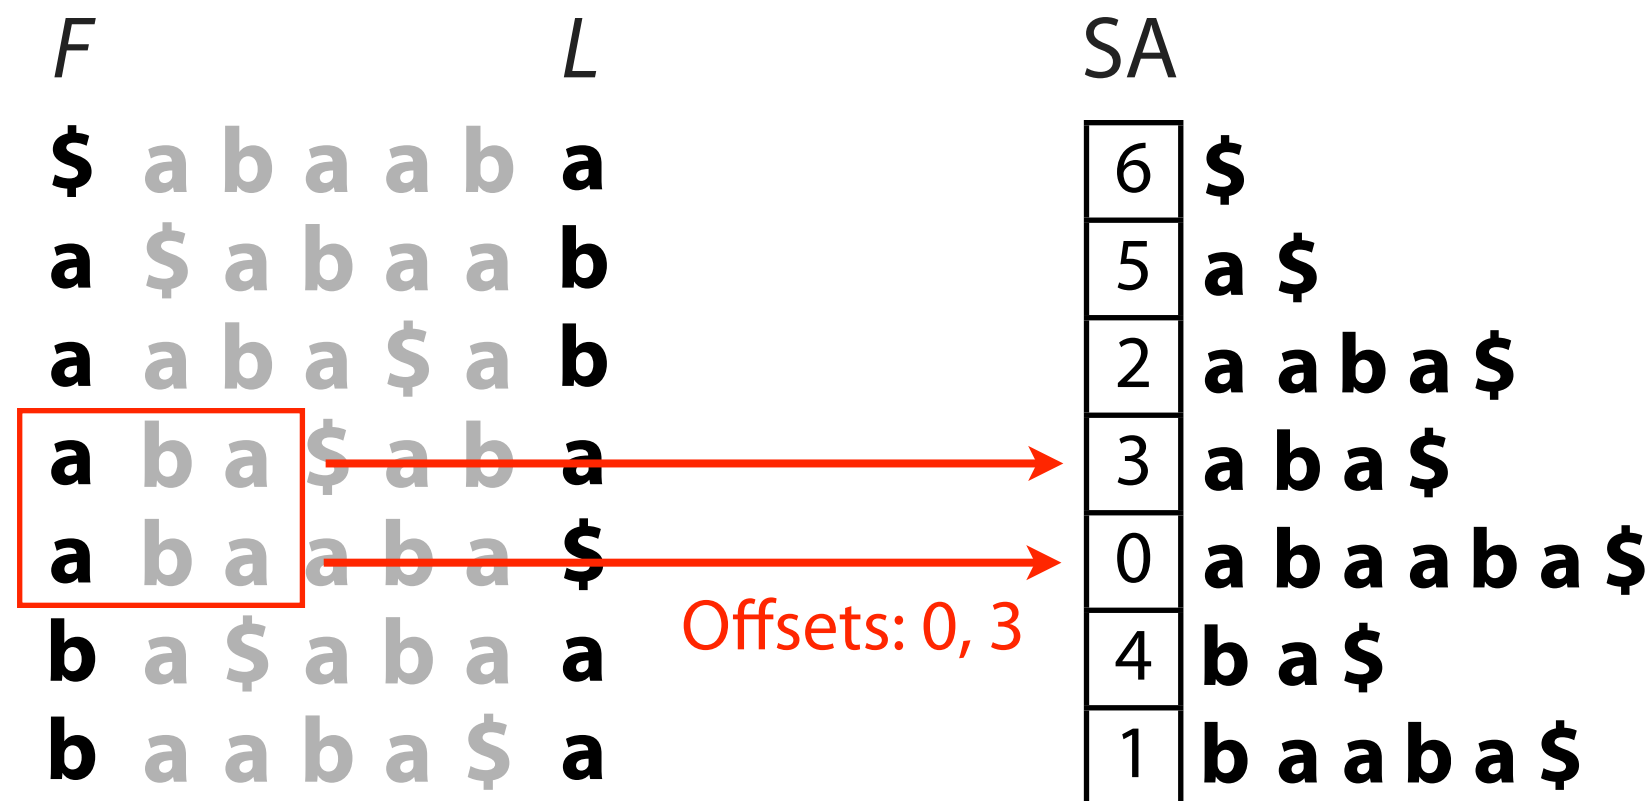 F L SA
$ a b a a b a 6 $
a $ a b a a b 5 a $
a a b a $ a b 2 a a b a $
a b a $ a b a 3 a b a $
a b a a b a $ 0 a b a a b a $
Offsets: 0, 3
b a $ a b a a 4 b a $
b a a b a $ a 1 b a a b a $